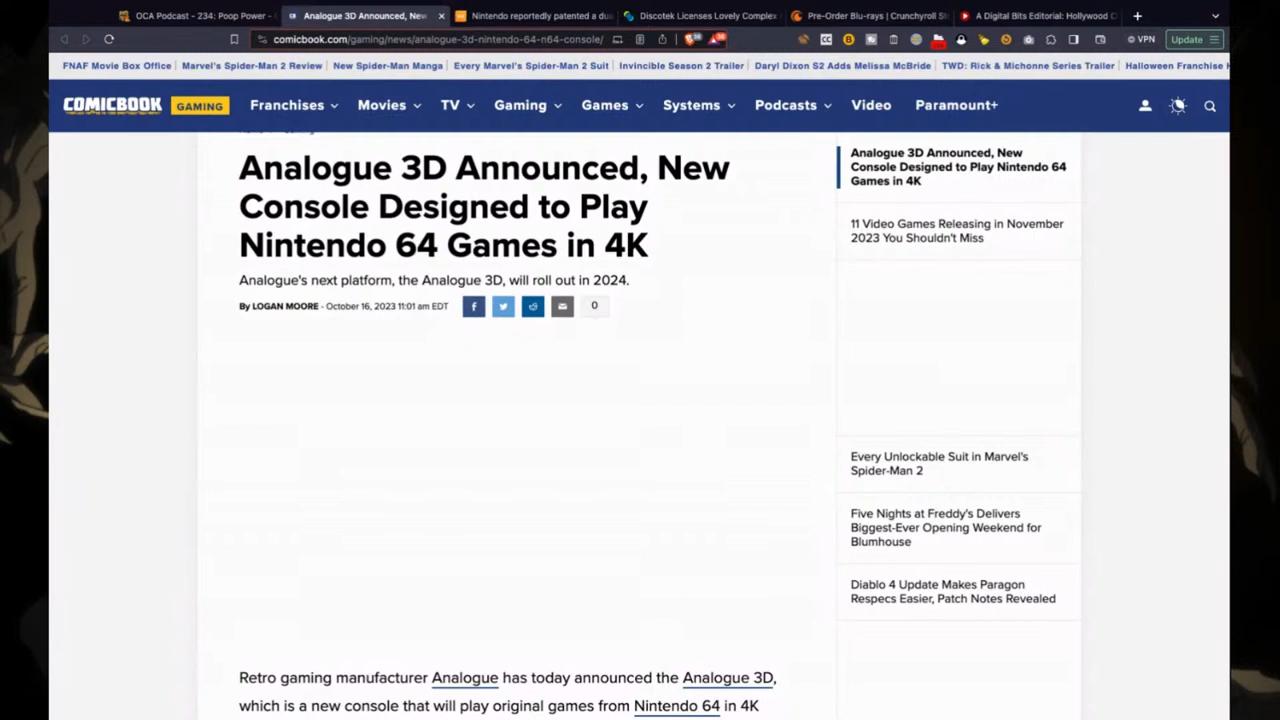 OCA Podcast - 234: Poop Power -
Analogue 3D Announced, New
Nintendo reportedly patented a dua
Discotek Licenses Lovely Complex
Pre-Order Blu-rays | Crunchyroll St
A Digital Bits Editorial: Hollywood D
comicbook.com/gaming/news/analogue-3d-nintendo-64-n64-console/
VPN
Update
FNAF Movie Box Office
Marvel's Spider-Man 2 Review
New Spider-Man Manga
Every Marvel's Spider-Man 2 Suit
Invincible Season 2 Trailer
Daryl Dixon S2 Adds Melissa McBride
TWD: Rick & Michonne Series Trailer
Halloween Franchise
COMICBOOK
GAMING
Franchises
Movies
TV
Gaming
Games
Systems
Podcasts
Video
Paramount+
Analogue 3D Announced, New
Console Designed to Play
Nintendo 64 Games in 4K
Analogue's next platform, the Analogue 3D, will roll out in 2024.
By LOGAN MOORE - October 16, 2023 11:01 am EDT
0
Retro gaming manufacturer Analogue has today announced the Analogue 3D,
which is a new console that will play original games from Nintendo 64 in 4K
Analogue 3D Announced, New
Console Designed to Play Nintendo 64
Games in 4K
11 Video Games Releasing in November
2023 You Shouldn't Miss
Every Unlockable Suit in Marvel's
Spider-Man 2
Five Nights at Freddy's Delivers
Biggest-Ever Opening Weekend for
Blumhouse
Diablo 4 Update Makes Paragon
Respecs Easier, Patch Notes Revealed